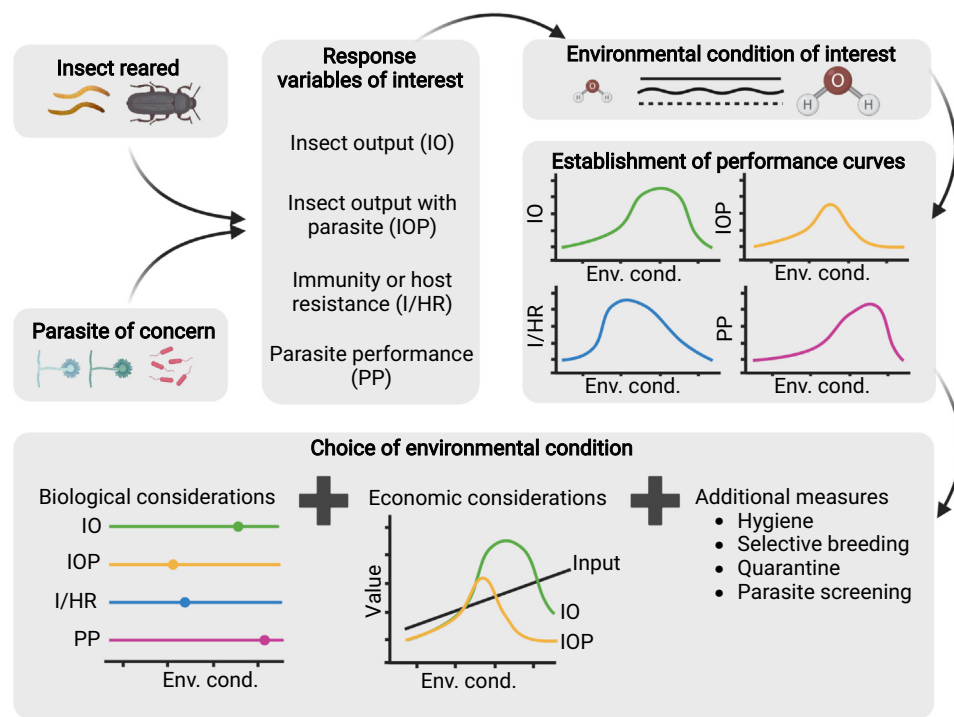 Insect reared
Parasite of concern
Response
variables of interest
Insect output (IO)
Insect output with
parasite (IOP)
Immunity or host
resistance (I/HR)
Parasite performance
(PP)
Environmental condition of interest
O
H H
O
H H
Establishment of performance curves
IO
Env. cond.
IOP
Env. cond.
I/HR
Env. cond.
PP
Env. cond.
Choice of environmental condition
Biological considerations
IO
IOP
I/HR
PP
Env. cond.
Economic considerations
Value
Input
IO
IOP
Env. cond.
Additional measures
• Hygiene
• Selective breeding
• Quarantine
• Parasite screening